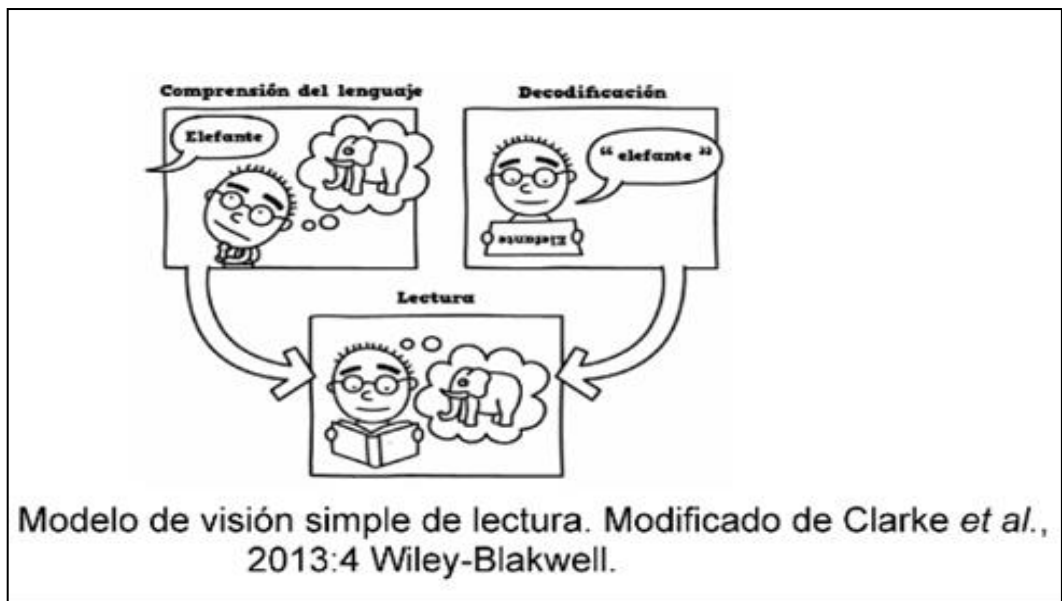 Comprensión del lenguaje
Decodificación
Elefante
“ elefante ”
Elefante
Lectura
Modelo de visión simple de lectura. Modificado de Clarke et al.,
2013:4 Wiley-Blakwell.